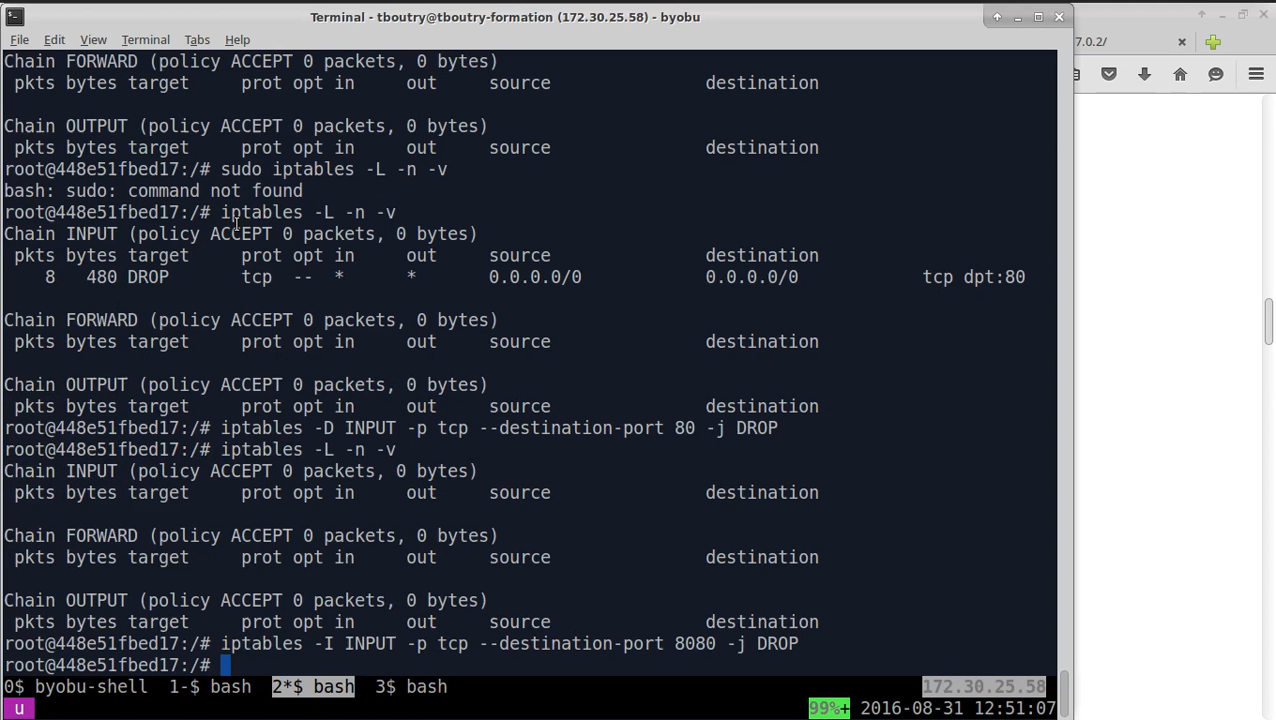 Terminal - tboutry@tboutry-formation (172.30.25.58) - byobu
File Edit View Terminal Tabs Help
7.0.2/
Chain FORWARD (policy ACCEPT 0 packets, 0 bytes)
pkts bytes target prot opt in out source destination
Chain OUTPUT (policy ACCEPT 0 packets, 0 bytes)
pkts bytes target prot opt in out source destination
root@448e51fbed17:/# sudo iptables -L -n -v
bash: sudo: command not found
root@448e51fbed17:/# iptables -L -n -v
Chain INPUT (policy ACCEPT 0 packets, 0 bytes)
pkts bytes target prot opt in out source destination
8 480 DROP tcp -- * * 0.0.0.0/0 0.0.0.0/0 tcp dpt:80
Chain FORWARD (policy ACCEPT 0 packets, 0 bytes)
pkts bytes target prot opt in out source destination
Chain OUTPUT (policy ACCEPT 0 packets, 0 bytes)
pkts bytes target prot opt in out source destination
root@448e51fbed17:/# iptables -D INPUT -p tcp --destination-port 80 -j DROP
root@448e51fbed17:/# iptables -L -n -v
Chain INPUT (policy ACCEPT 0 packets, 0 bytes)
pkts bytes target prot opt in out source destination
Chain FORWARD (policy ACCEPT 0 packets, 0 bytes)
pkts bytes target prot opt in out source destination
Chain OUTPUT (policy ACCEPT 0 packets, 0 bytes)
pkts bytes target prot opt in out source destination
root@448e51fbed17:/# iptables -I INPUT -p tcp --destination-port 8080 -j DROP
root@448e51fbed17:/#
0$ byobu-shell 1-$ bash 2*$ bash 3$ bash 172.30.25.58
u 99%+ 2016-08-31 12:51:07